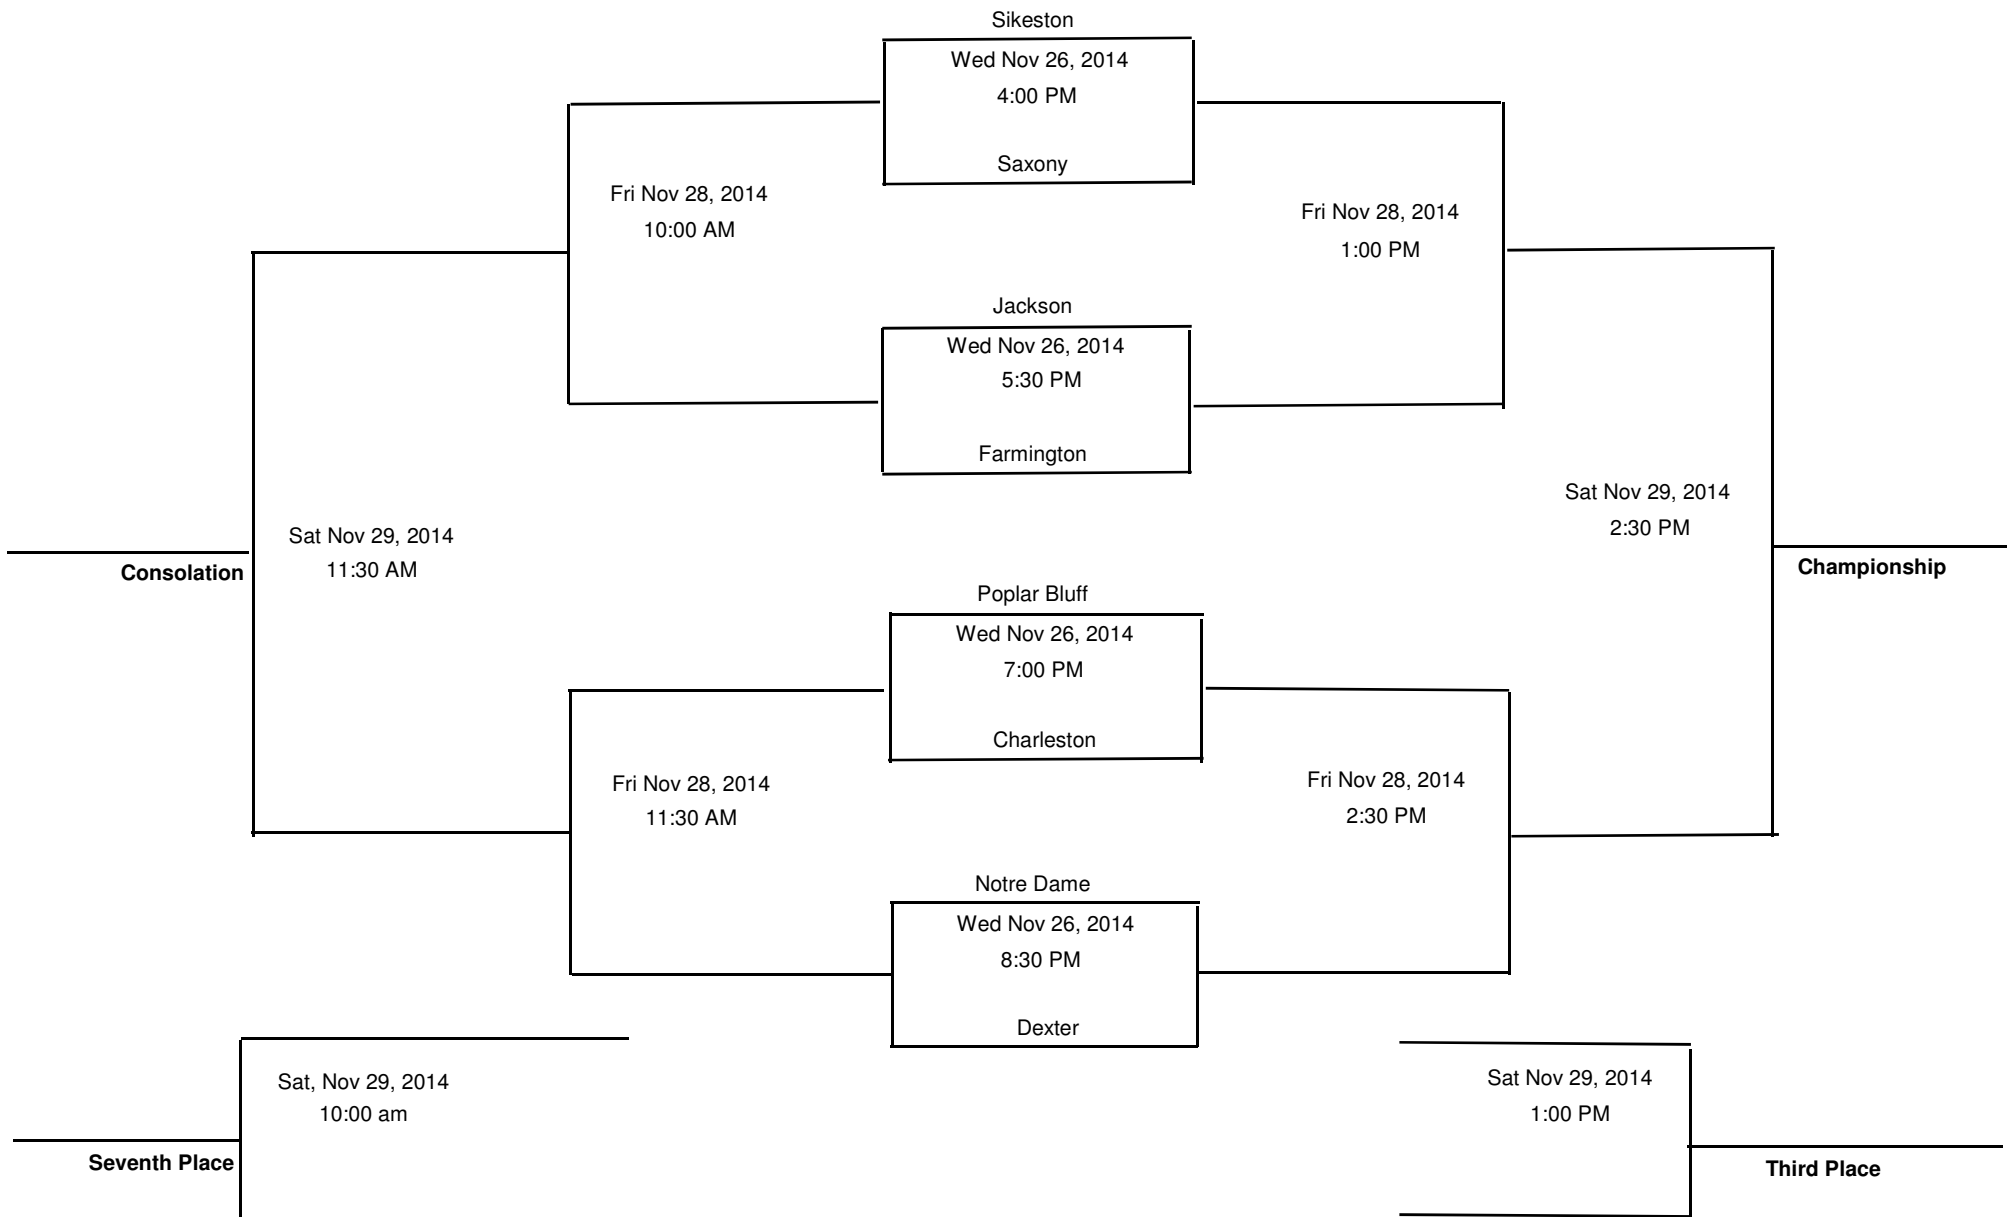 Sikeston
Wed Nov 26, 2014
4:00 PM
Saxony
Fri Nov 28, 2014
10:00 AM
Fri Nov 28, 2014
1:00 PM
Jackson
Wed Nov 26, 2014
5:30 PM
Farmington
Sat Nov 29, 2014
11:30 AM
Consolation
Sat Nov 29, 2014
2:30 PM
Championship
Poplar Bluff
Wed Nov 26, 2014
7:00 PM
Charleston
Fri Nov 28, 2014
11:30 AM
Fri Nov 28, 2014
2:30 PM
Notre Dame
Wed Nov 26, 2014
8:30 PM
Dexter
Sat, Nov 29, 2014
10:00 am
Seventh Place
Sat Nov 29, 2014
1:00 PM
Third Place